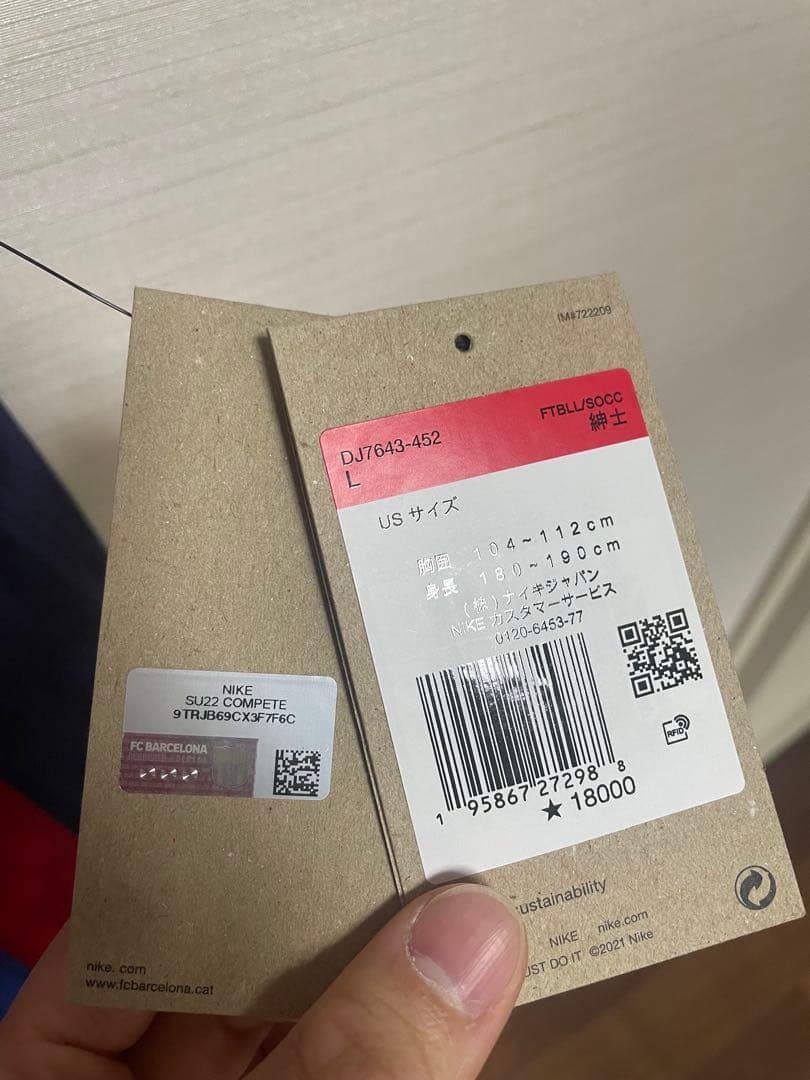 IM#722209
FTBLL/SOCC
紳士
DJ7643-452
L
US サイズ
胸囲 104~112cm
身長 180~190cm
(株)ナイキジャパン
NIKE カスタマーサービス
0120-6453-77
RFID
1 95867 27298 8
★ 18000
ustainability
NIKE nike.com
UST DO IT ©2021 Nike
NIKE
SU22 COMPETE
9TRJB69CX3F7F6C
FC BARCELONA
nike. com
www.fcbarcelona.cat